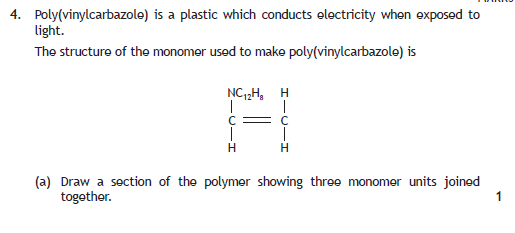 4. Poly(vinylcarbazole) is a plastic which conducts electricity when exposed to
light.
The structure of the monomer used to make poly(vinylcarbazole) is
NC₁₂H₈ H
C C
H H
(a) Draw a section of the polymer showing three monomer units joined
together. 1